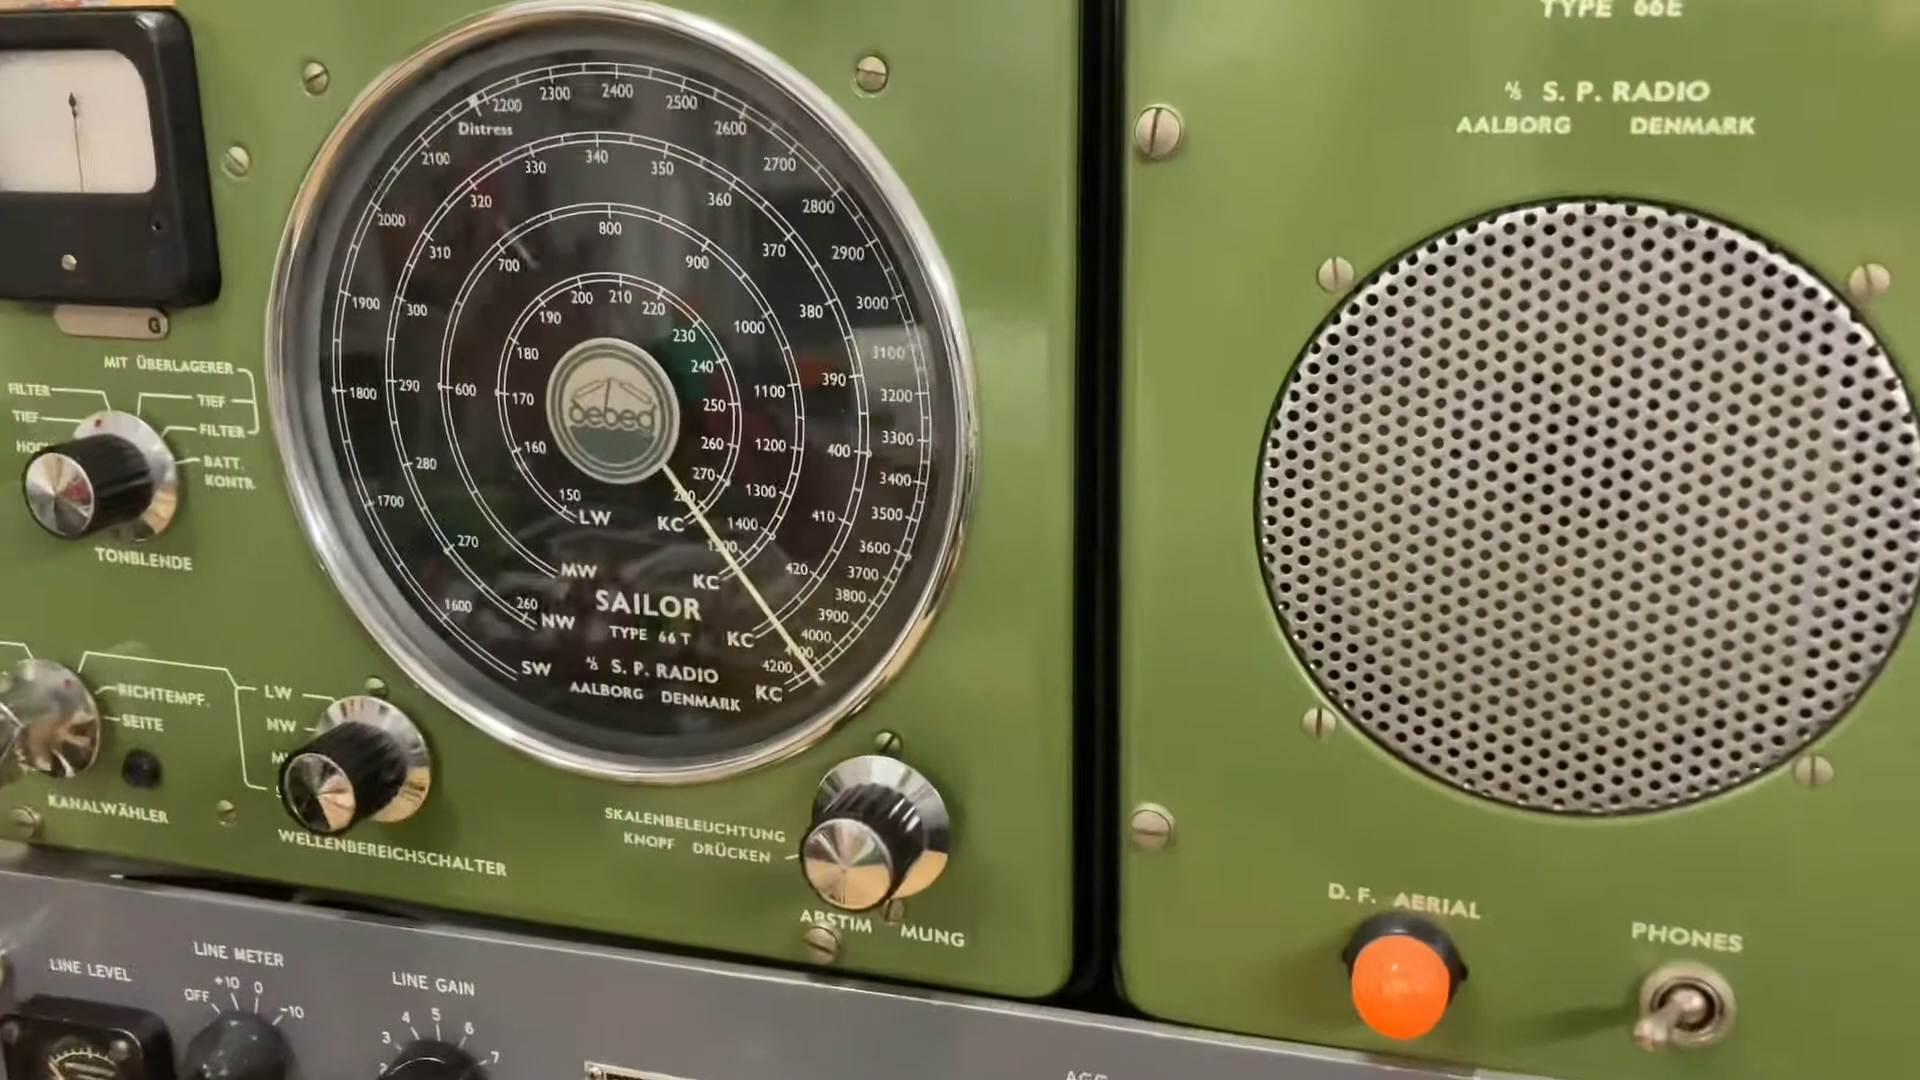 TYPE 66E
A/S S. P. RADIO
AALBORG DENMARK
2200
2300
2400
2500
2600
2700
2800
2900
3000
3100
3200
3300
3400
3500
3600
3700
3800
3900
4000
4200
Distress
2100
2000
1900
1800
1700
1600
SW
KC
330
340
350
360
370
380
390
400
410
420
320
310
300
290
280
270
260
NW
KC
800
900
1000
1100
1200
1300
1400
1500
700
600
MW
KC
200
210
220
230
240
250
260
270
280
190
180
170
160
150
LW
KC
debeg
SAILOR
TYPE 66 T
A/S S. P. RADIO
AALBORG DENMARK
G
MIT ÜBERLAGERER
FILTER
TIEF
TIEF
FILTER
BATT.
KONTR.
TONBLENDE
RICHTEMPF.
SEITE
KANALWÄHLER
LW
NW
WELLENBEREICHSCHALTER
SKALENBELEUCHTUNG
KNOPF DRÜCKEN
ABSTIMMUNG
D. F. AERIAL
PHONES
LINE LEVEL
LINE METER
OFF +10 0 -10
LINE GAIN
3 4 5 6 7